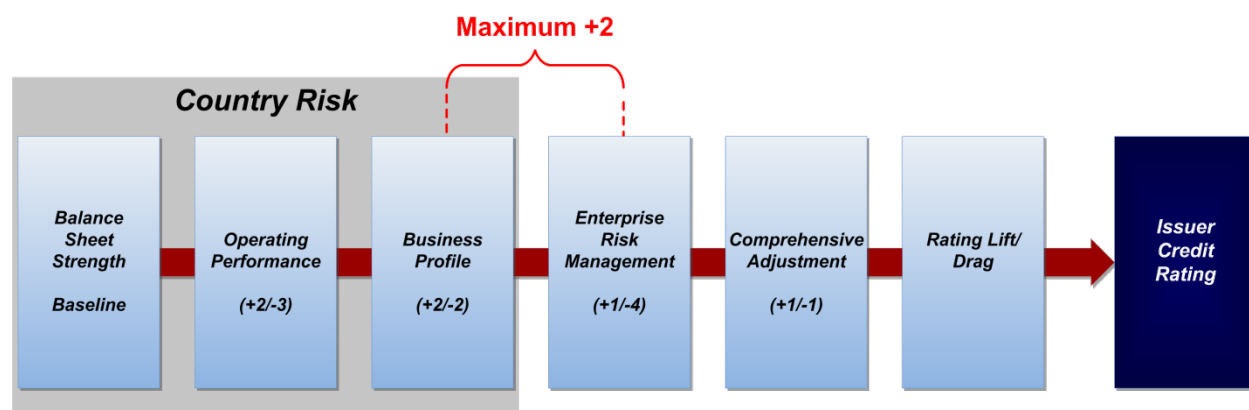 Maximum +2
Country Risk
Balance
Sheet
Strength
Baseline
Operating
Performance
(+2/-3)
Business
Profile
(+2/-2)
Enterprise
Risk
Management
(+1/-4)
Comprehensive
Adjustment
(+1/-1)
Rating Lift/
Drag
Issuer
Credit
Rating